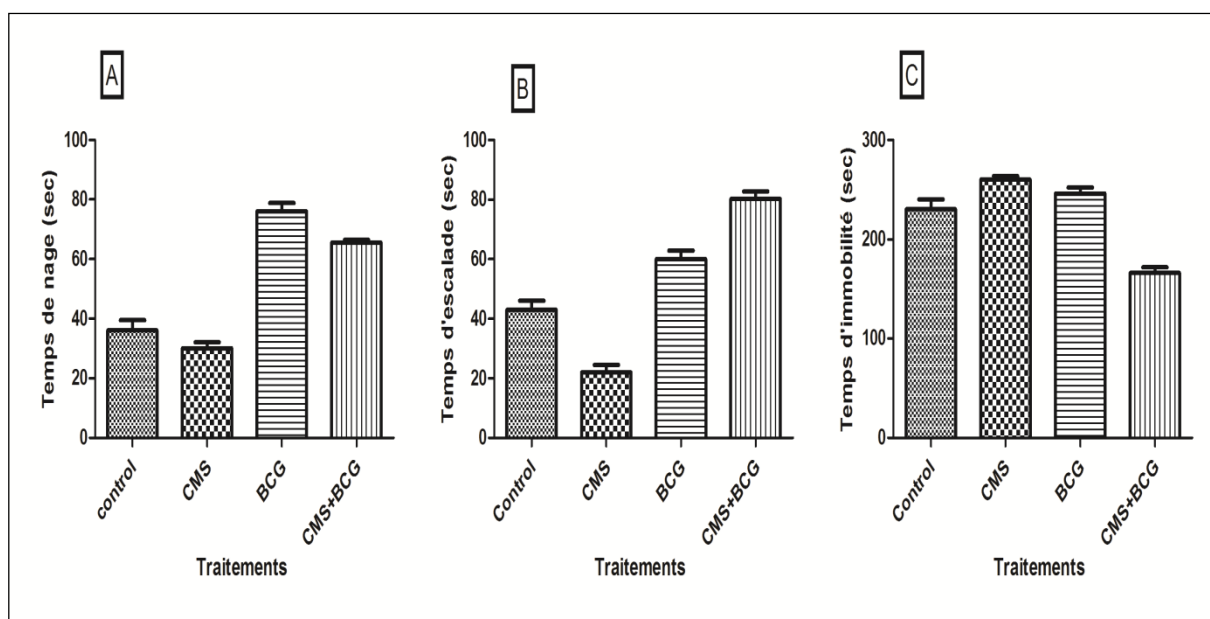 A
Temps de nage (sec)
100
80
60
40
20
0
control
CMS
BCG
CMS+BCG
Traitements
B
Temps d'escalade (sec)
100
80
60
40
20
0
Control
CMS
BCG
CMS+BCG
Traitements
C
Temps d'immobilité (sec)
300
200
100
0
Control
CMS
BCG
CMS+BCG
Traitements